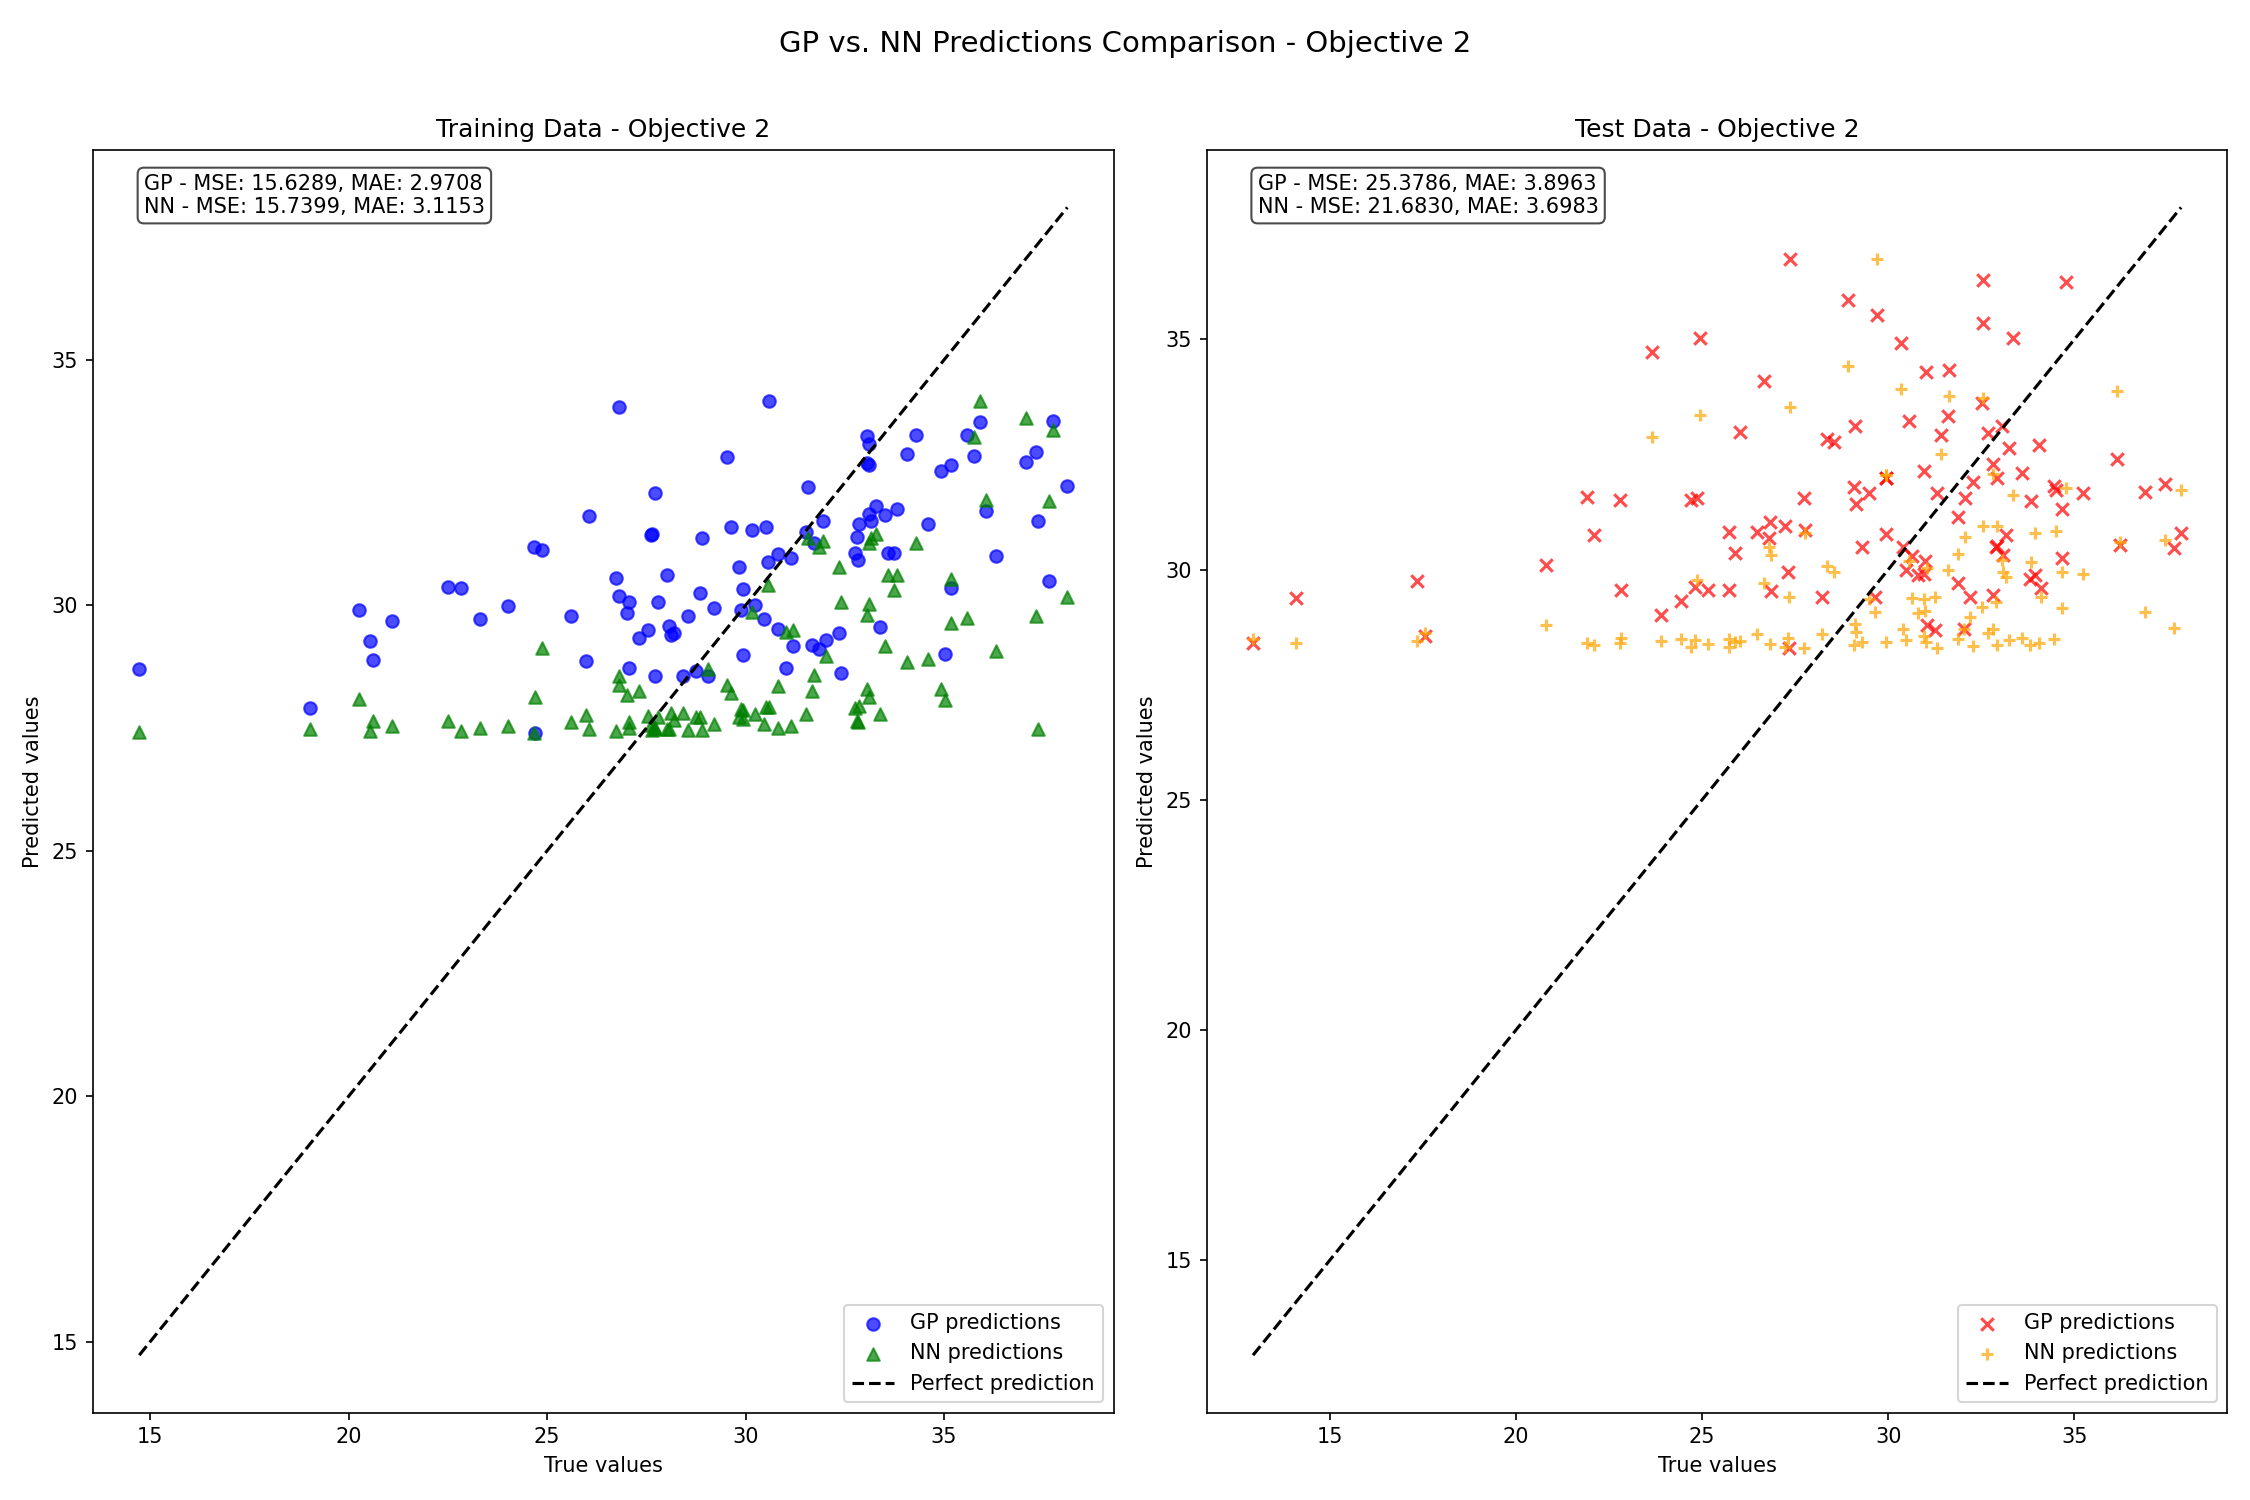 GP vs. NN Predictions Comparison - Objective 2
Training Data - Objective 2
GP - MSE: 15.6289, MAE: 2.9708
NN - MSE: 15.7399, MAE: 3.1153
35
30
25
20
15
Predicted values
15
20
25
30
35
True values
GP predictions
NN predictions
Perfect prediction
Test Data - Objective 2
GP - MSE: 25.3786, MAE: 3.8963
NN - MSE: 21.6830, MAE: 3.6983
35
30
25
20
15
Predicted values
15
20
25
30
35
True values
GP predictions
NN predictions
Perfect prediction